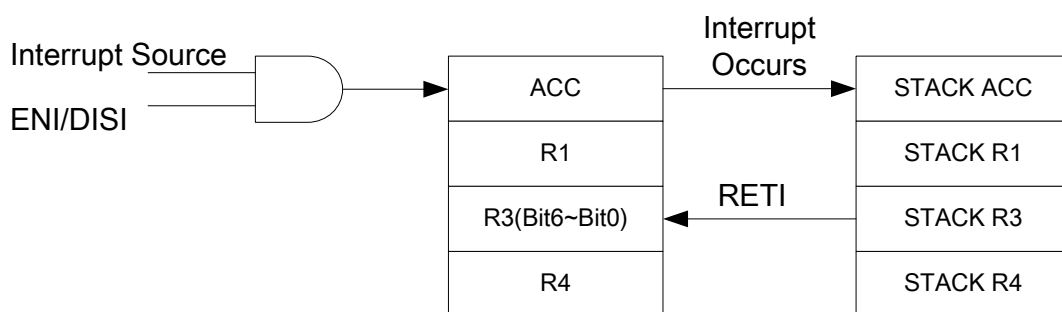 Interrupt Source
ENI/DISI
ACC
R1
R3(Bit6~Bit0)
R4
Interrupt
Occurs
RETI
STACK ACC
STACK R1
STACK R3
STACK R4